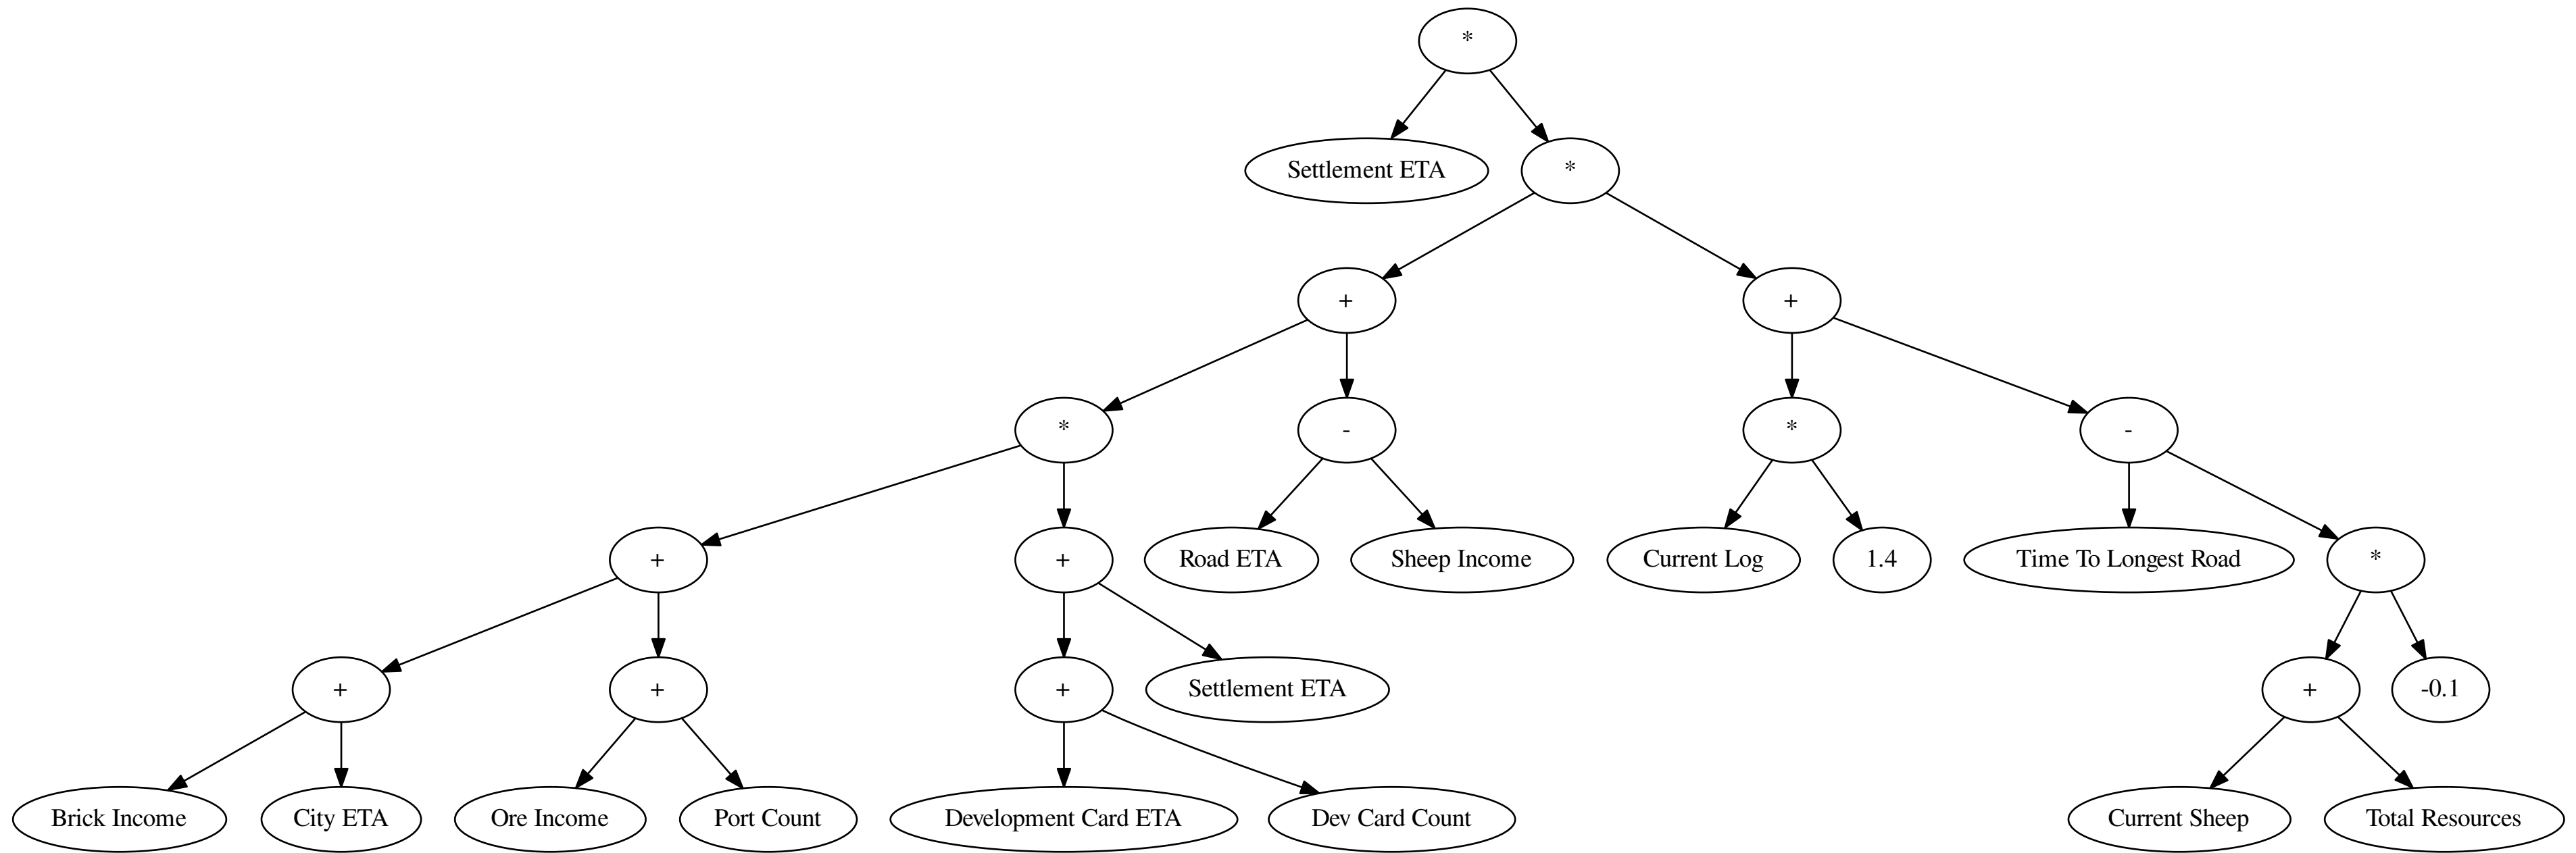 *
Settlement ETA
*
+
+
*
-
*
-
+
+
Road ETA
Sheep Income
Current Log
1.4
Time To Longest Road
*
+
+
+
Settlement ETA
+
-0.1
Brick Income
City ETA
Ore Income
Port Count
Development Card ETA
Dev Card Count
Current Sheep
Total Resources